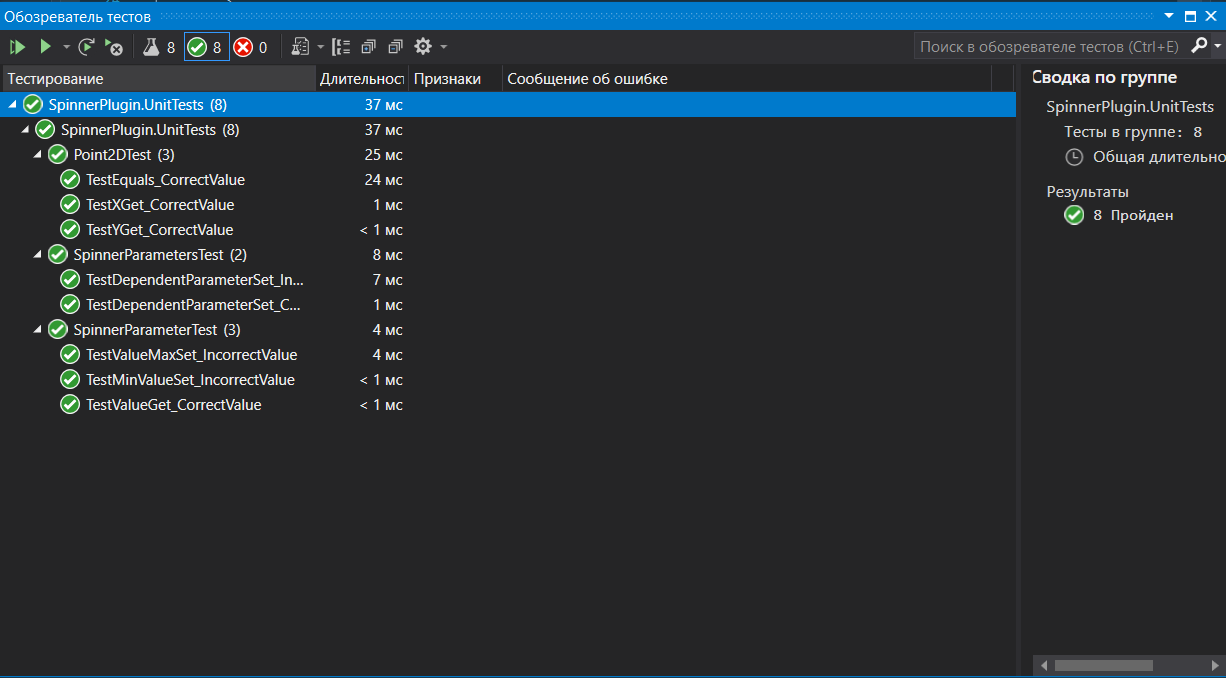 Обозреватель тестов
8 8 0
Поиск в обозревателе тестов (Ctrl+E)
Тестирование Длительност Признаки Сообщение об ошибке
SpinnerPlugin.UnitTests (8) 37 мс
SpinnerPlugin.UnitTests (8) 37 мс
Point2DTest (3) 25 мс
TestEquals_CorrectValue 24 мс
TestXGet_CorrectValue 1 мс
TestYGet_CorrectValue < 1 мс
SpinnerParametersTest (2) 8 мс
TestDependentParameterSet_In... 7 мс
TestDependentParameterSet_C... 1 мс
SpinnerParameterTest (3) 4 мс
TestValueMaxSet_IncorrectValue 4 мс
TestMinValueSet_IncorrectValue < 1 мс
TestValueGet_CorrectValue < 1 мс
Сводка по группе
SpinnerPlugin.UnitTests
Тесты в группе: 8
Общая длительно
Результаты
8 Пройден